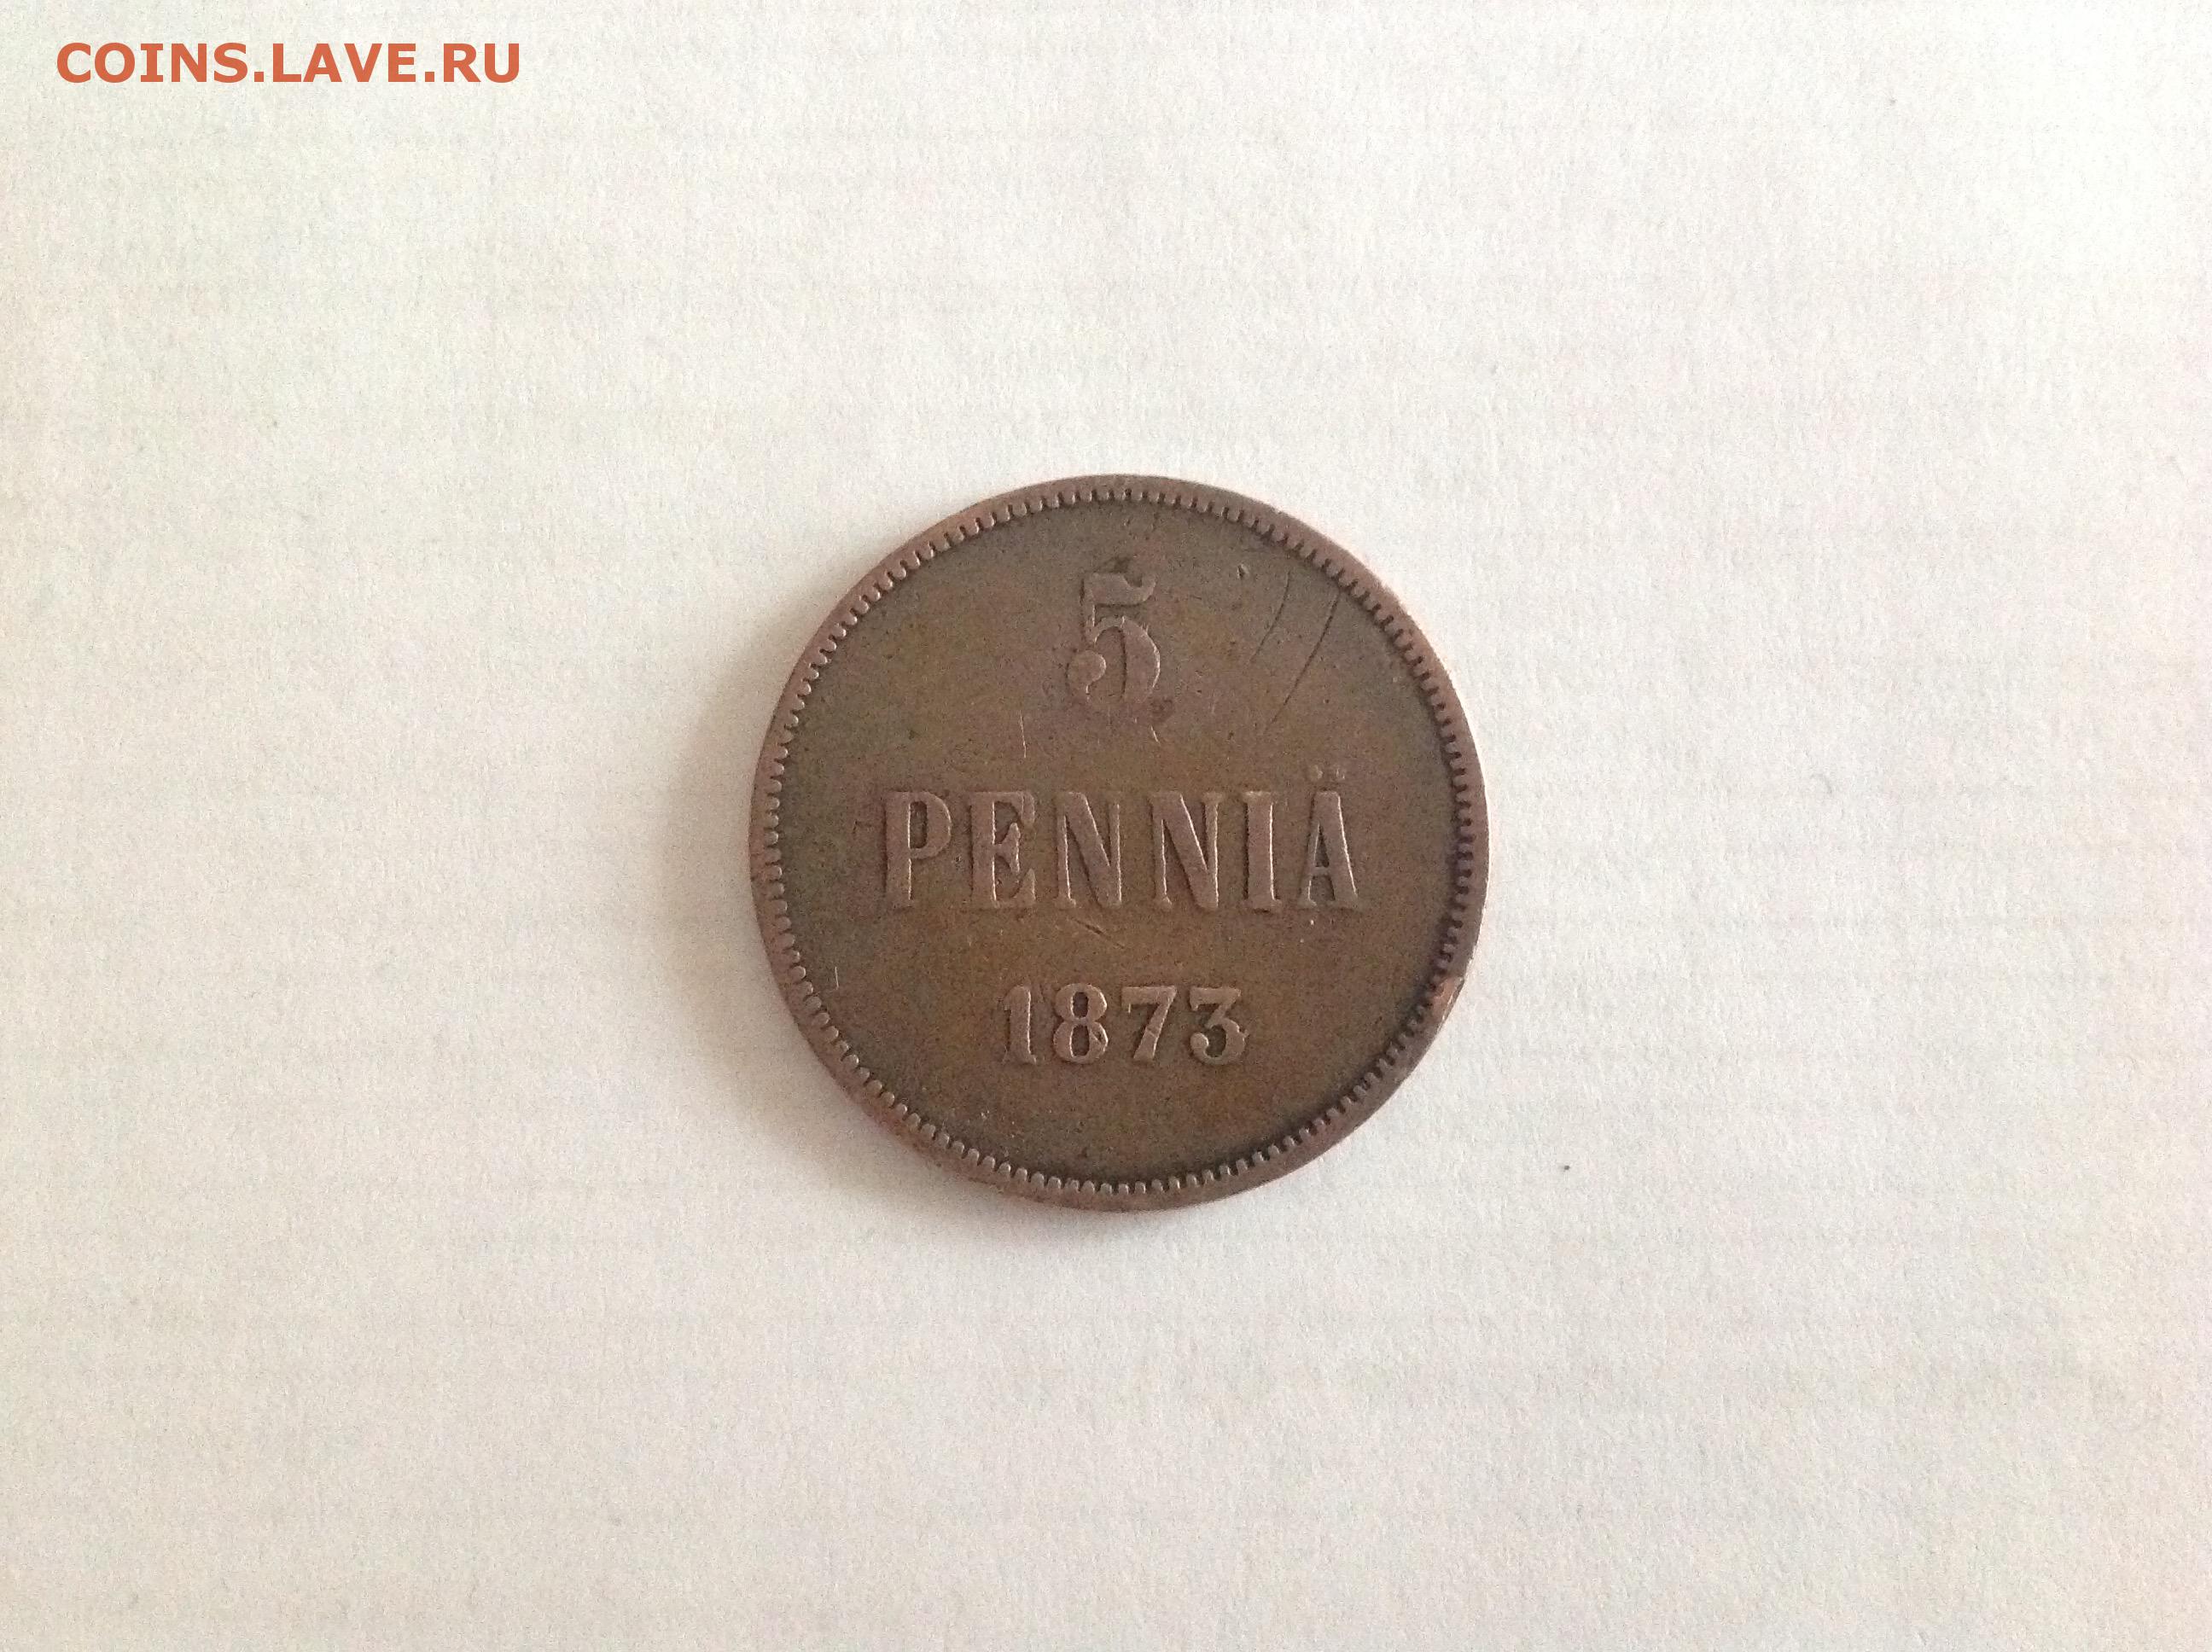 COINS.LAVE.RU
5
PENNIÄ
1873